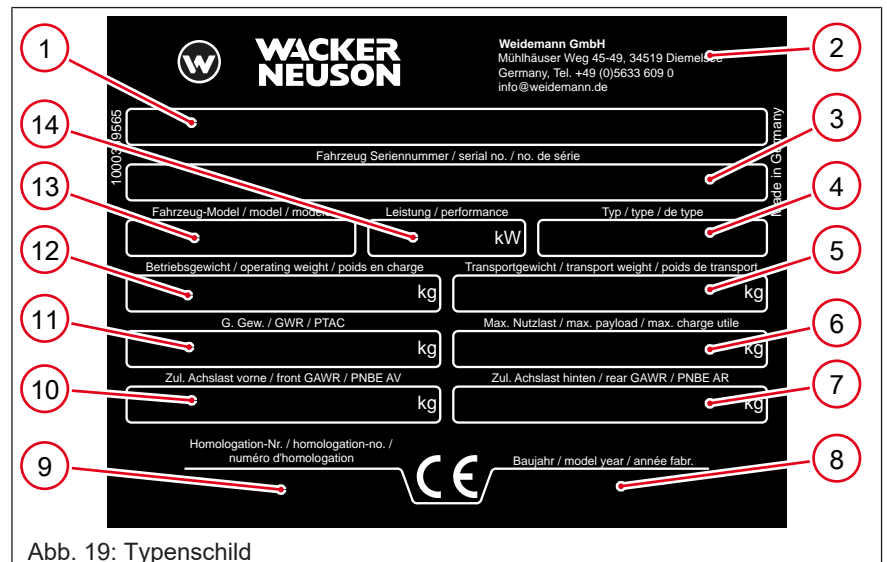 1
WACKER
NEUSON
Weidemann GmbH
Mühlhäuser Weg 45-49, 34519 Diemelsee
Germany, Tel. +49 (0)5633 609 0
info@weidemann.de
2
14
Fahrzeug Seriennummer / serial no. / no. de série
Made in Germany
3
13
Fahrzeug-Model / model / modèle
Leistung / performance
Typ / type / de type
kW
4
12
Betriebsgewicht / operating weight / poids en charge
Transportgewicht / transport weight / poids de transport
kg
kg
5
11
G. Gew. / GWR / PTAC
Max. Nutzlast / max. payload / max. charge utile
kg
kg
6
10
Zul. Achslast vorne / front GAWR / PNBE AV
Zul. Achslast hinten / rear GAWR / PNBE AR
kg
kg
7
9
Homologation-Nr. / homologation-no. /
numéro d'homologation
CE
Baujahr / model year / année fabr.
8
Abb. 19: Typenschild